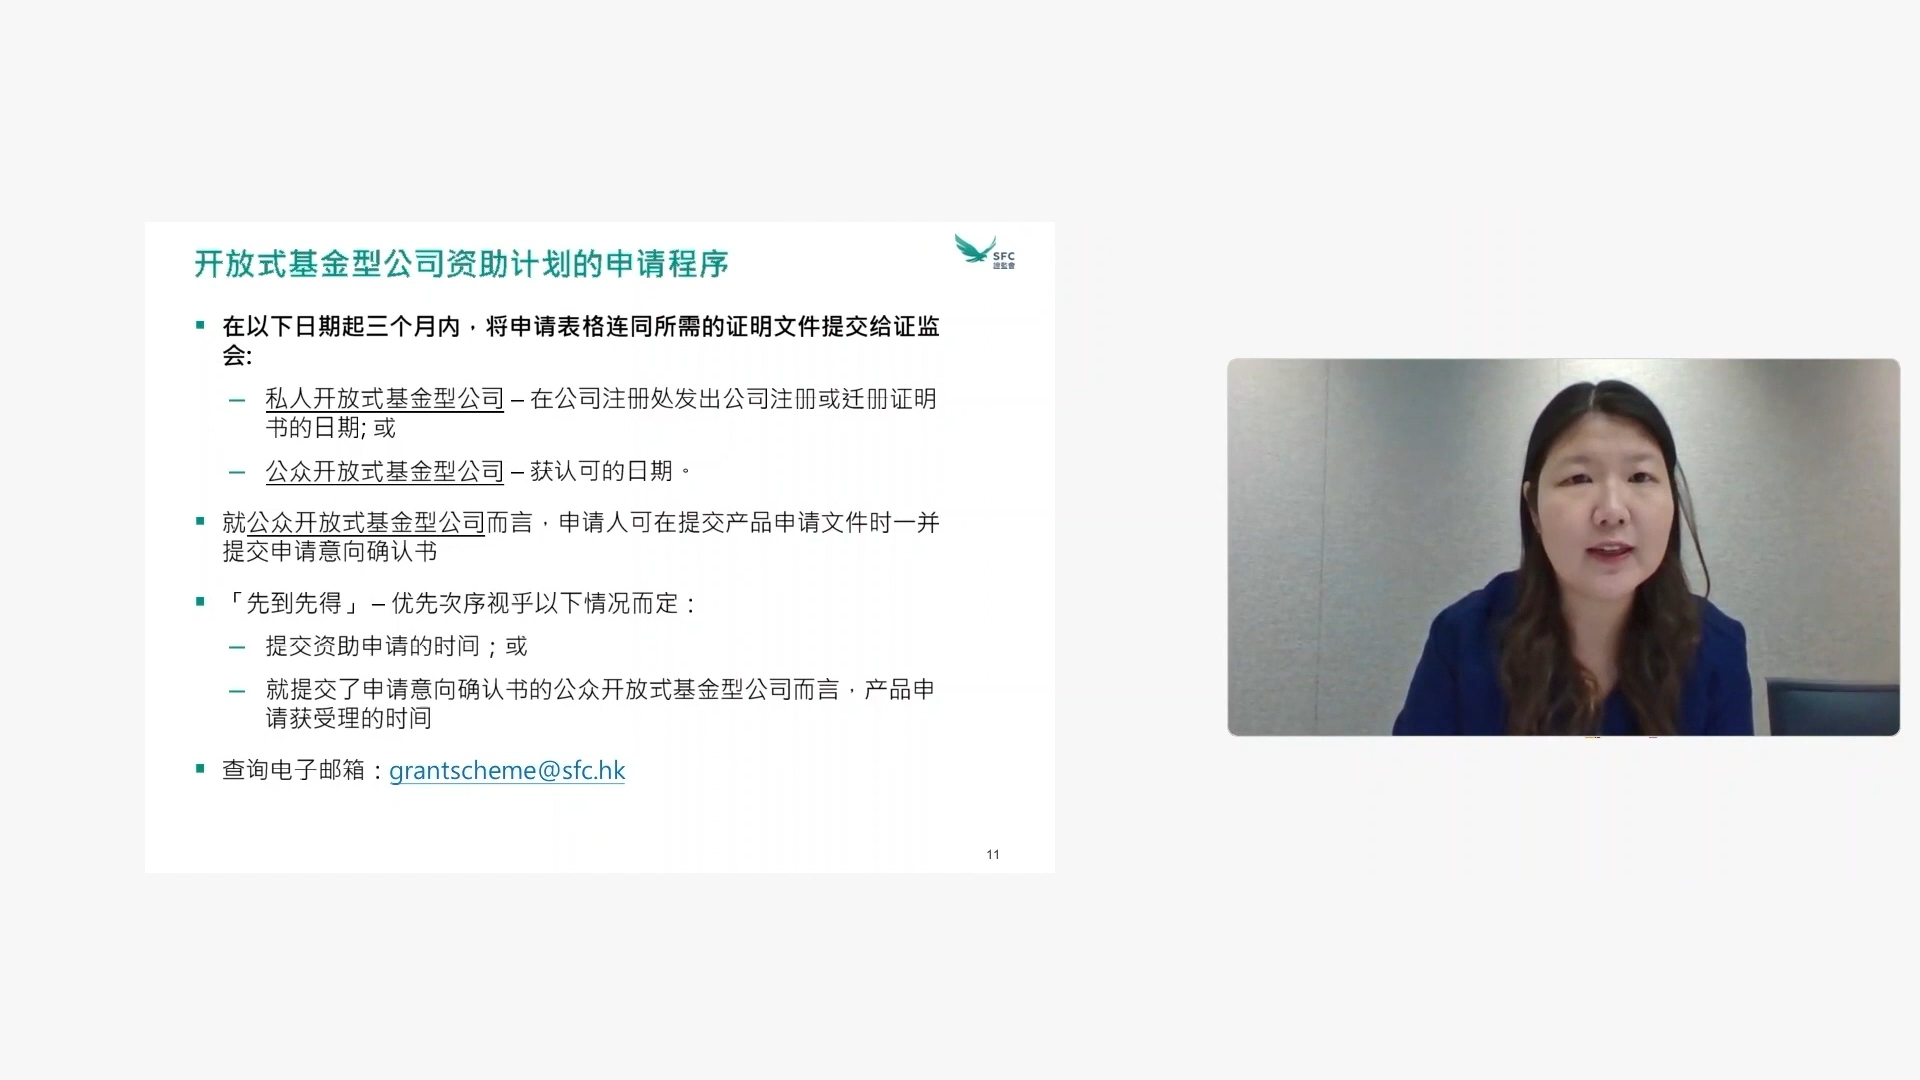 开放式基金型公司资助计划的申请程序
SFC
證監會
▪ 在以下日期起三个月内，将申请表格连同所需的证明文件提交给证监
会:
– 私人开放式基金型公司 – 在公司注册处发出公司注册或迁册证明
书的日期; 或
– 公众开放式基金型公司 – 获认可的日期。
▪ 就公众开放式基金型公司而言，申请人可在提交产品申请文件时一并
提交申请意向确认书
▪ 「先到先得」 – 优先次序视乎以下情况而定：
– 提交资助申请的时间；或
– 就提交了申请意向确认书的公众开放式基金型公司而言，产品申
请获受理的时间
▪ 查询电子邮箱：grantscheme@sfc.hk
11